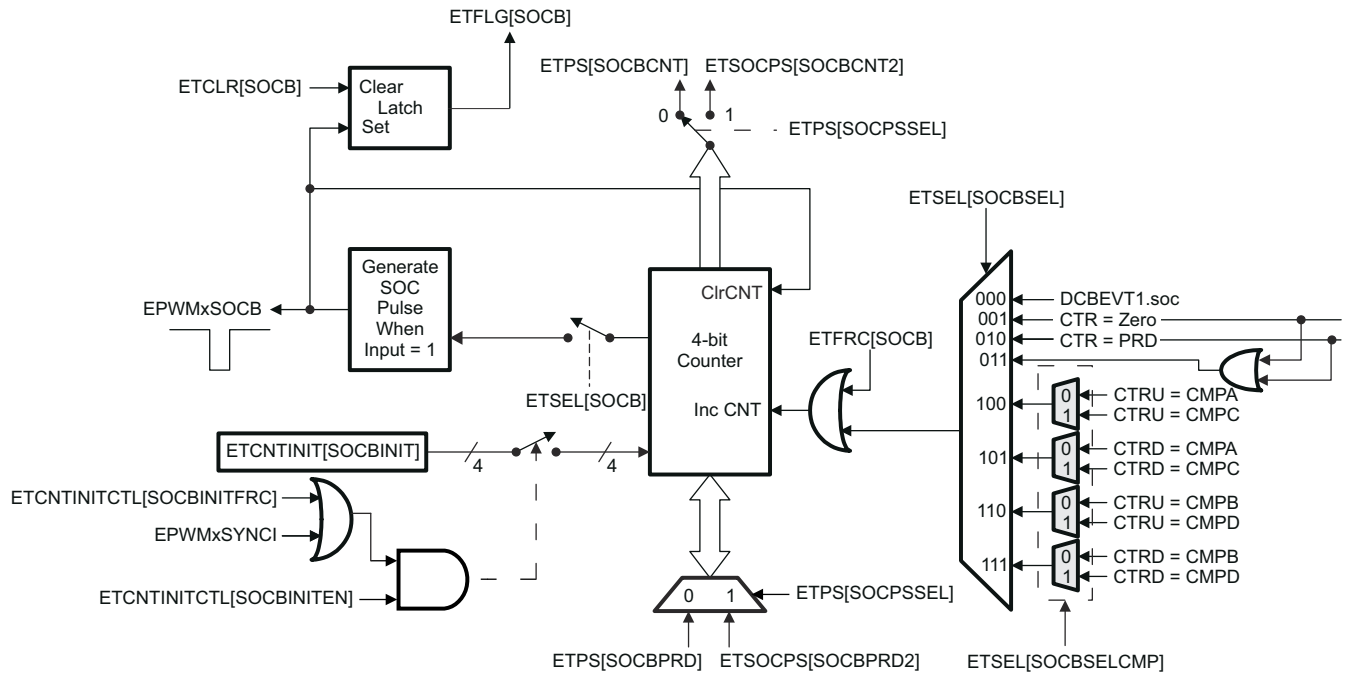 ETFLG[SOCB]
ETCLR[SOCB]
Clear
Latch
Set
ETPS[SOCBCNT]
ETSOCPS[SOCBCNT2]
0
1
ETPS[SOCPSSEL]
ETSEL[SOCBSEL]
EPWMxSOCB
Generate
SOC
Pulse
When
Input = 1
ETSEL[SOCB]
ClrCNT
4-bit
Counter
Inc CNT
ETFRC[SOCB]
000
001
010
011
100
101
110
111
DCBEVT1.soc
CTR = Zero
CTR = PRD
0
1
CTRU = CMPA
CTRU = CMPC
0
1
CTRD = CMPA
CTRD = CMPC
0
1
CTRU = CMPB
CTRU = CMPD
0
1
CTRD = CMPB
CTRD = CMPD
ETSEL[SOCBSELCMP]
ETCNTINIT[SOCBINIT]
4
4
ETCNTINITCTL[SOCBINITFRC]
EPWMxSYNCI
ETCNTINITCTL[SOCBINITEN]
0
1
ETPS[SOCPSSEL]
ETPS[SOCBPRD]
ETSOCPS[SOCBPRD2]